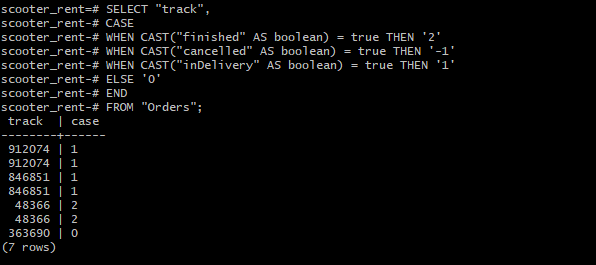 scooter_rent=# SELECT "track",
scooter_rent-# CASE
scooter_rent-# WHEN CAST("finished" AS boolean) = true THEN '2'
scooter_rent-# WHEN CAST("cancelled" AS boolean) = true THEN '-1'
scooter_rent-# WHEN CAST("inDelivery" AS boolean) = true THEN '1'
scooter_rent-# ELSE '0'
scooter_rent-# END
scooter_rent-# FROM "Orders";
 track  | case
--------+------
 912074 | 1
 912074 | 1
 846851 | 1
 846851 | 1
  48366 | 2
  48366 | 2
 363690 | 0
(7 rows)